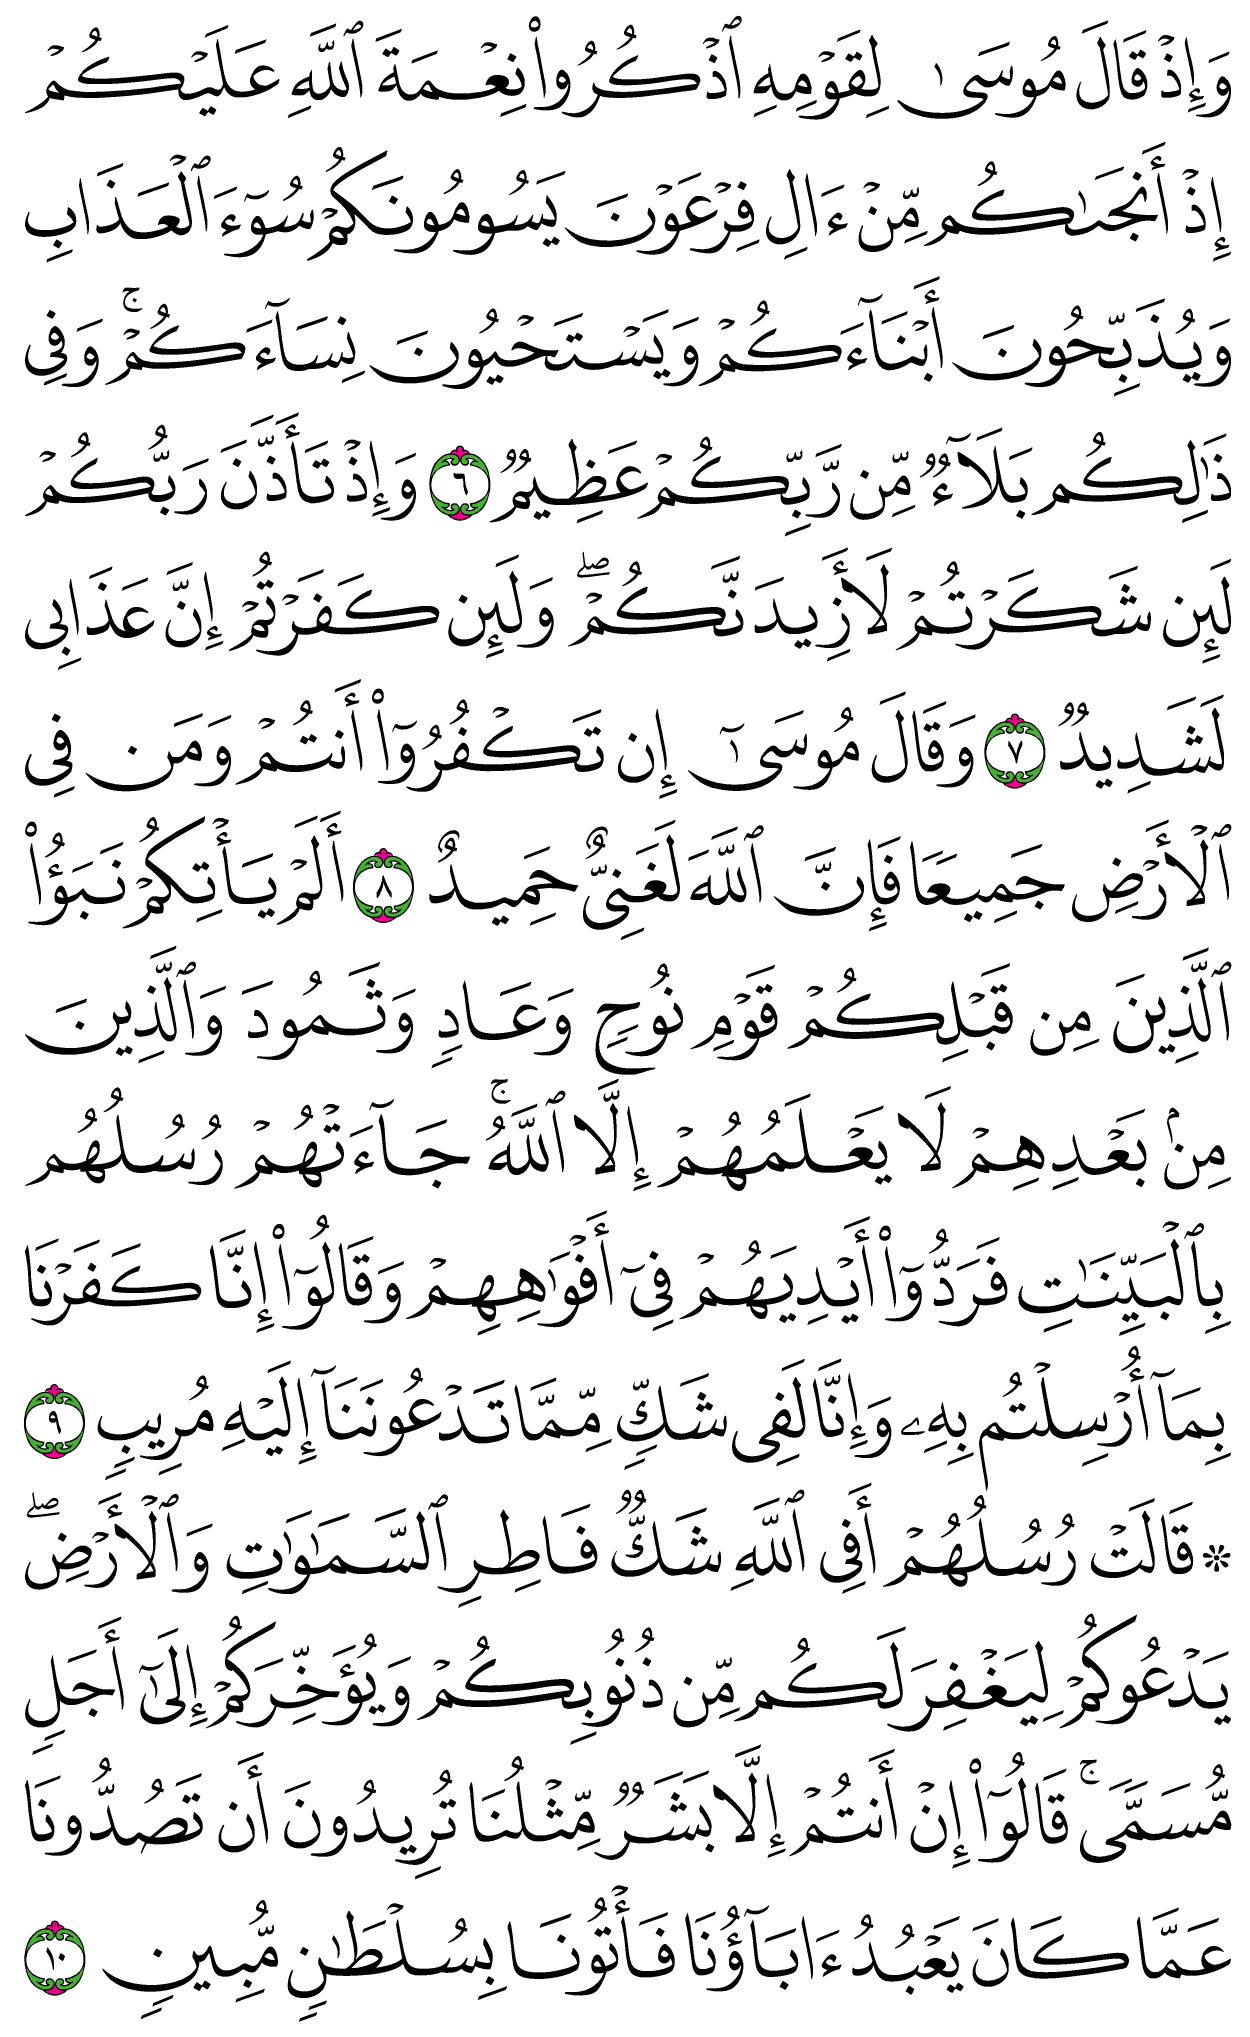 وَإِذۡ قَالَ مُوسَىٰ لِقَوۡمِهِ ٱذۡكُرُواْ نِعۡمَةَ ٱللَّهِ عَلَيۡكُمۡ
إِذۡ أَنجَىٰكُم مِّنۡ ءَالِ فِرۡعَوۡنَ يَسُومُونَكُمۡ سُوٓءَ ٱلۡعَذَابِ
وَيُذَبِّحُونَ أَبۡنَآءَكُمۡ وَيَسۡتَحۡيُونَ نِسَآءَكُمۡۚ وَفِي
ذَٰلِكُم بَلَآءٞ مِّن رَّبِّكُمۡ عَظِيمٞ ٦ وَإِذۡ تَأَذَّنَ رَبُّكُمۡ
لَئِن شَكَرۡتُمۡ لَأَزِيدَنَّكُمۡۖ وَلَئِن كَفَرۡتُمۡ إِنَّ عَذَابِي
لَشَدِيدٞ ٧ وَقَالَ مُوسَىٰٓ إِن تَكۡفُرُوٓاْ أَنتُمۡ وَمَن فِي
ٱلۡأَرۡضِ جَمِيعٗا فَإِنَّ ٱللَّهَ لَغَنِيٌّ حَمِيدٌ ٨ أَلَمۡ يَأۡتِكُمۡ نَبَؤُاْ
ٱلَّذِينَ مِن قَبۡلِكُمۡ قَوۡمِ نُوحٖ وَعَادٖ وَثَمُودَ وَٱلَّذِينَ
مِنۢ بَعۡدِهِمۡ لَا يَعۡلَمُهُمۡ إِلَّا ٱللَّهُۚ جَآءَتۡهُمۡ رُسُلُهُم
بِٱلۡبَيِّنَٰتِ فَرَدُّوٓاْ أَيۡدِيَهُمۡ فِيٓ أَفۡوَٰهِهِمۡ وَقَالُوٓاْ إِنَّا كَفَرۡنَا
بِمَآ أُرۡسِلۡتُم بِهِۦ وَإِنَّا لَفِي شَكّٖ مِّمَّا تَدۡعُونَنَآ إِلَيۡهِ مُرِيبٖ ٩
۞ قَالَتۡ رُسُلُهُمۡ أَفِي ٱللَّهِ شَكّٞ فَاطِرِ ٱلسَّمَٰوَٰتِ وَٱلۡأَرۡضِۖ
يَدۡعُوكُمۡ لِيَغۡفِرَ لَكُم مِّن ذُنُوبِكُمۡ وَيُؤَخِّرَكُمۡ إِلَىٰٓ أَجَلٖ
مُّسَمّٗىۚ قَالُوٓاْ إِنۡ أَنتُمۡ إِلَّا بَشَرٞ مِّثۡلُنَا تُرِيدُونَ أَن تَصُدُّونَا
عَمَّا كَانَ يَعۡبُدُ ءَابَآؤُنَا فَأۡتُونَا بِسُلۡطَٰنٖ مُّبِينٖ ١٠